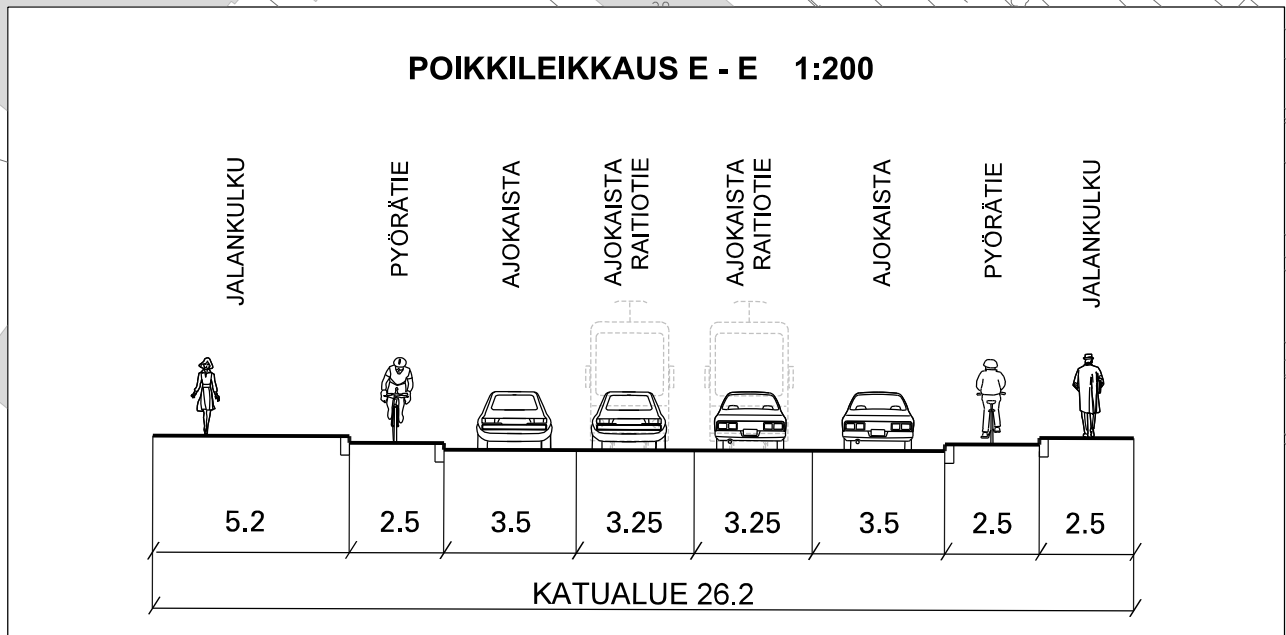 POIKKILEIKKAUS E - E 1:200
JALANKULKU
PYÖRÄTIE
AJOKAISTA
AJOKAISTA
RAITIOTIE
AJOKAISTA
RAITIOTIE
AJOKAISTA
PYÖRÄTIE
JALANKULKU
5.2 2.5 3.5 3.25 3.25 3.5 2.5 2.5
KATUALUE 26.2